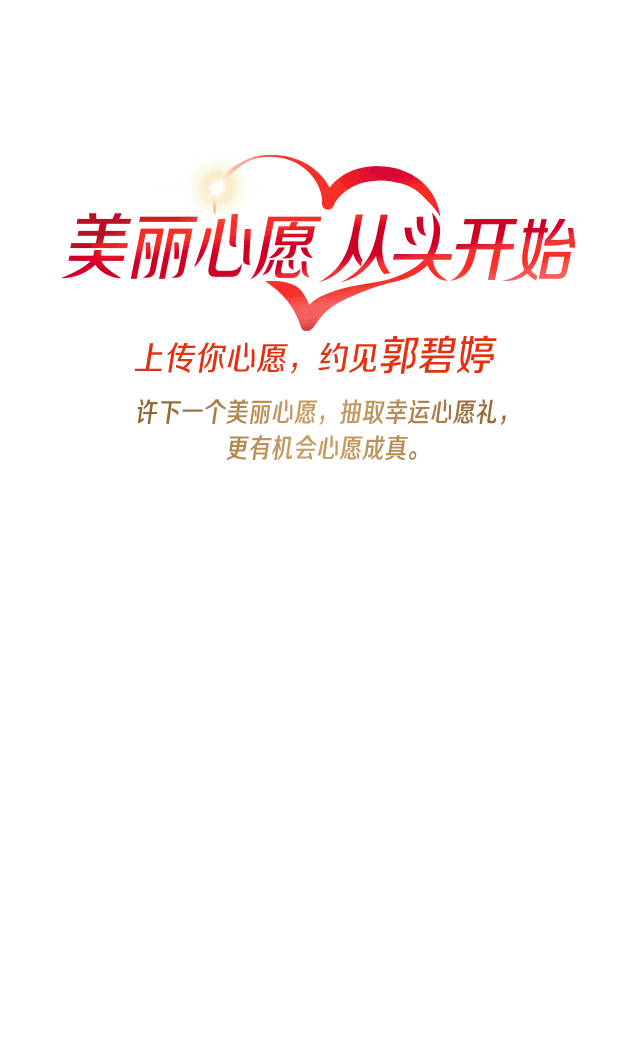 美丽心愿 从头开始
上传你心愿，约见郭碧婷
许下一个美丽心愿，抽取幸运心愿礼，
更有机会心愿成真。